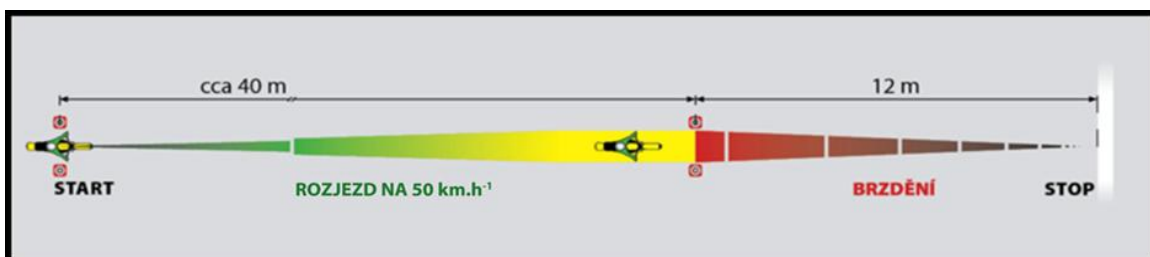 cca 40 m
12 m
START
ROZJEZD NA 50 km.h⁻¹
BRZDĚNÍ
STOP